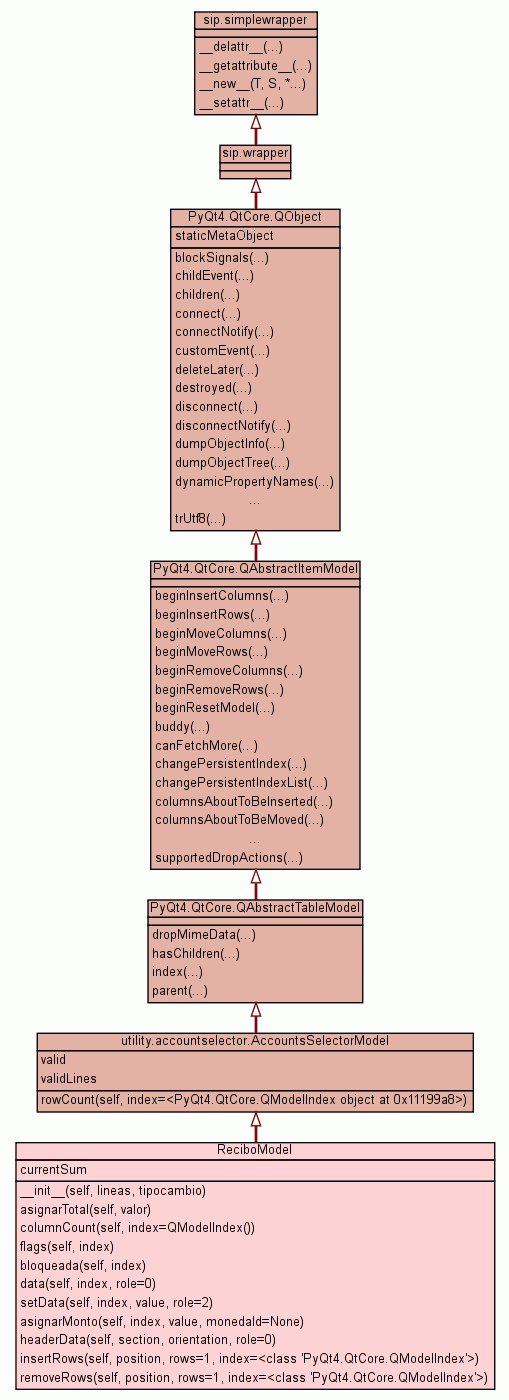 sip.simplewrapper
__delattr__(...)
__getattribute__(...)
__new__(T, S, *...)
__setattr__(...)
sip.wrapper
PyQt4.QtCore.QObject
staticMetaObject
blockSignals(...)
childEvent(...)
children(...)
connect(...)
connectNotify(...)
customEvent(...)
deleteLater(...)
destroyed(...)
disconnect(...)
disconnectNotify(...)
dumpObjectInfo(...)
dumpObjectTree(...)
dynamicPropertyNames(...)
...
trUtf8(...)
PyQt4.QtCore.QAbstractItemModel
beginInsertColumns(...)
beginInsertRows(...)
beginMoveColumns(...)
beginMoveRows(...)
beginRemoveColumns(...)
beginRemoveRows(...)
beginResetModel(...)
buddy(...)
canFetchMore(...)
changePersistentIndex(...)
changePersistentIndexList(...)
columnsAboutToBeInserted(...)
columnsAboutToBeMoved(...)
...
supportedDropActions(...)
PyQt4.QtCore.QAbstractTableModel
dropMimeData(...)
hasChildren(...)
index(...)
parent(...)
utility.accountselector.AccountsSelectorModel
valid
validLines
rowCount(self, index=<PyQt4.QtCore.QModelIndex object at 0x11199a8>)
ReciboModel
currentSum
__init__(self, lineas, tipocambio)
asignarTotal(self, valor)
columnCount(self, index=QModelIndex())
flags(self, index)
bloqueada(self, index)
data(self, index, role=0)
setData(self, index, value, role=2)
asignarMonto(self, index, value, monedaId=None)
headerData(self, section, orientation, role=0)
insertRows(self, position, rows=1, index=<class 'PyQt4.QtCore.QModelIndex'>)
removeRows(self, position, rows=1, index=<class 'PyQt4.QtCore.QModelIndex'>)